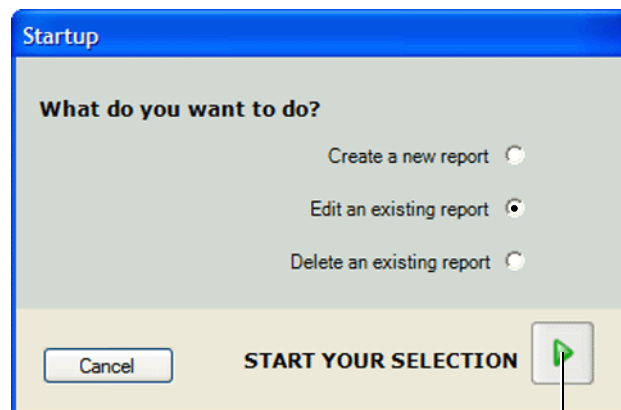 Startup
What do you want to do?
Create a new report
Edit an existing report
Delete an existing report
Cancel
START YOUR SELECTION